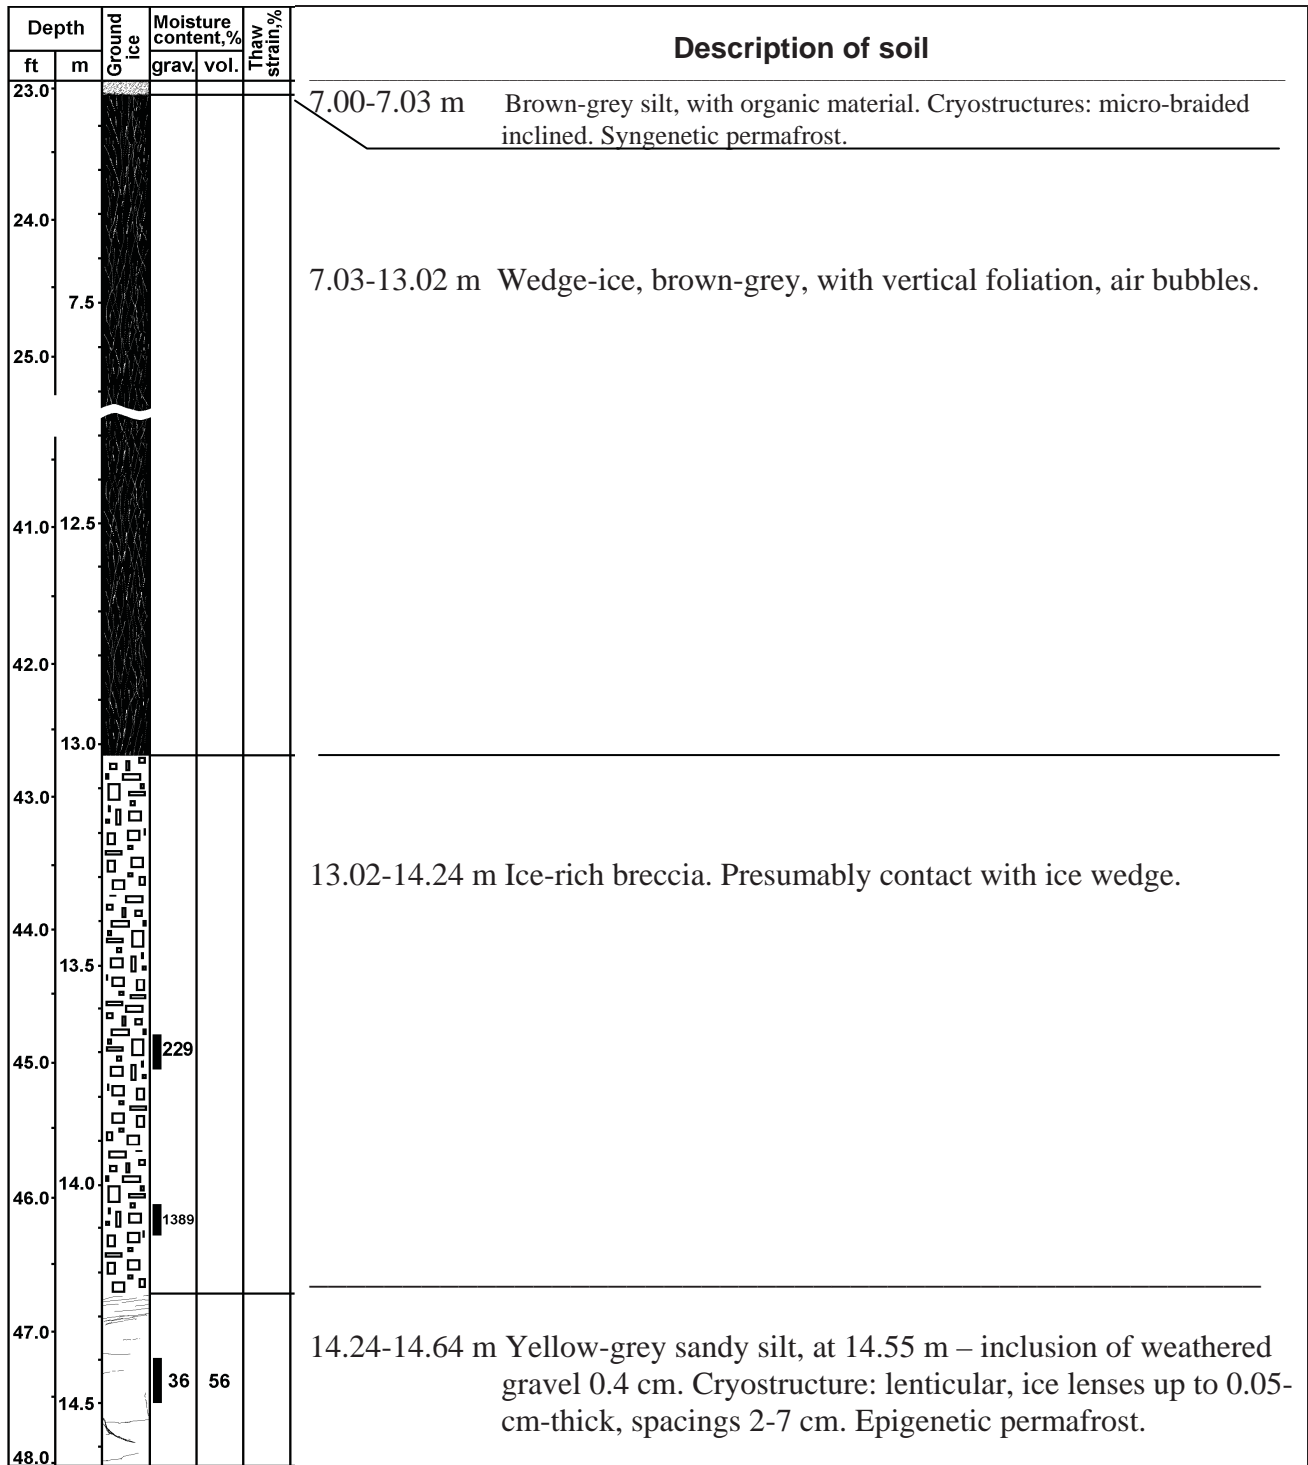 Depth
Ground ice
Moisture content,%
Thaw strain,%
Description of soil
ft
m
grav.
vol.
23.0
7.00-7.03 m Brown-grey silt, with organic material. Cryostructures: micro-braided
inclined. Syngenetic permafrost.
24.0
7.03-13.02 m Wedge-ice, brown-grey, with vertical foliation, air bubbles.
7.5
25.0
41.0
12.5
42.0
13.0
43.0
13.02-14.24 m Ice-rich breccia. Presumably contact with ice wedge.
44.0
13.5
229
45.0
14.0
46.0
1389
47.0
14.24-14.64 m Yellow-grey sandy silt, at 14.55 m – inclusion of weathered
gravel 0.4 cm. Cryostructure: lenticular, ice lenses up to 0.05-
cm-thick, spacings 2-7 cm. Epigenetic permafrost.
36
56
14.5
48.0